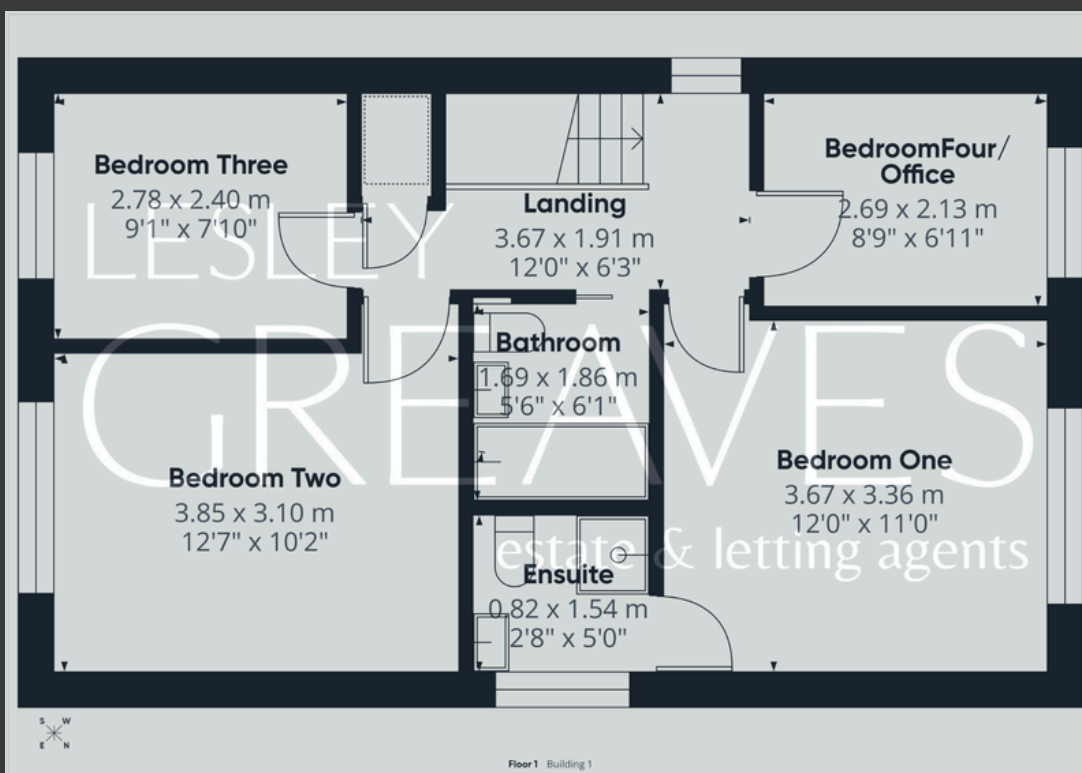 Bedroom Three
2.78 x 2.40 m
9'1" x 7'10"
BedroomFour/
Office
2.69 x 2.13 m
8'9" x 6'11"
Landing
3.67 x 1.91 m
12'0" x 6'3"
LESLEY
GREAVES
estate & letting agents
Bathroom
1.69 x 1.86 m
5'6" x 6'1"
Bedroom Two
3.85 x 3.10 m
12'7" x 10'2"
Bedroom One
3.67 x 3.36 m
12'0" x 11'0"
Ensuite
0.82 x 1.54 m
2'8" x 5'0"
S W
E N
Floor 1 Building 1